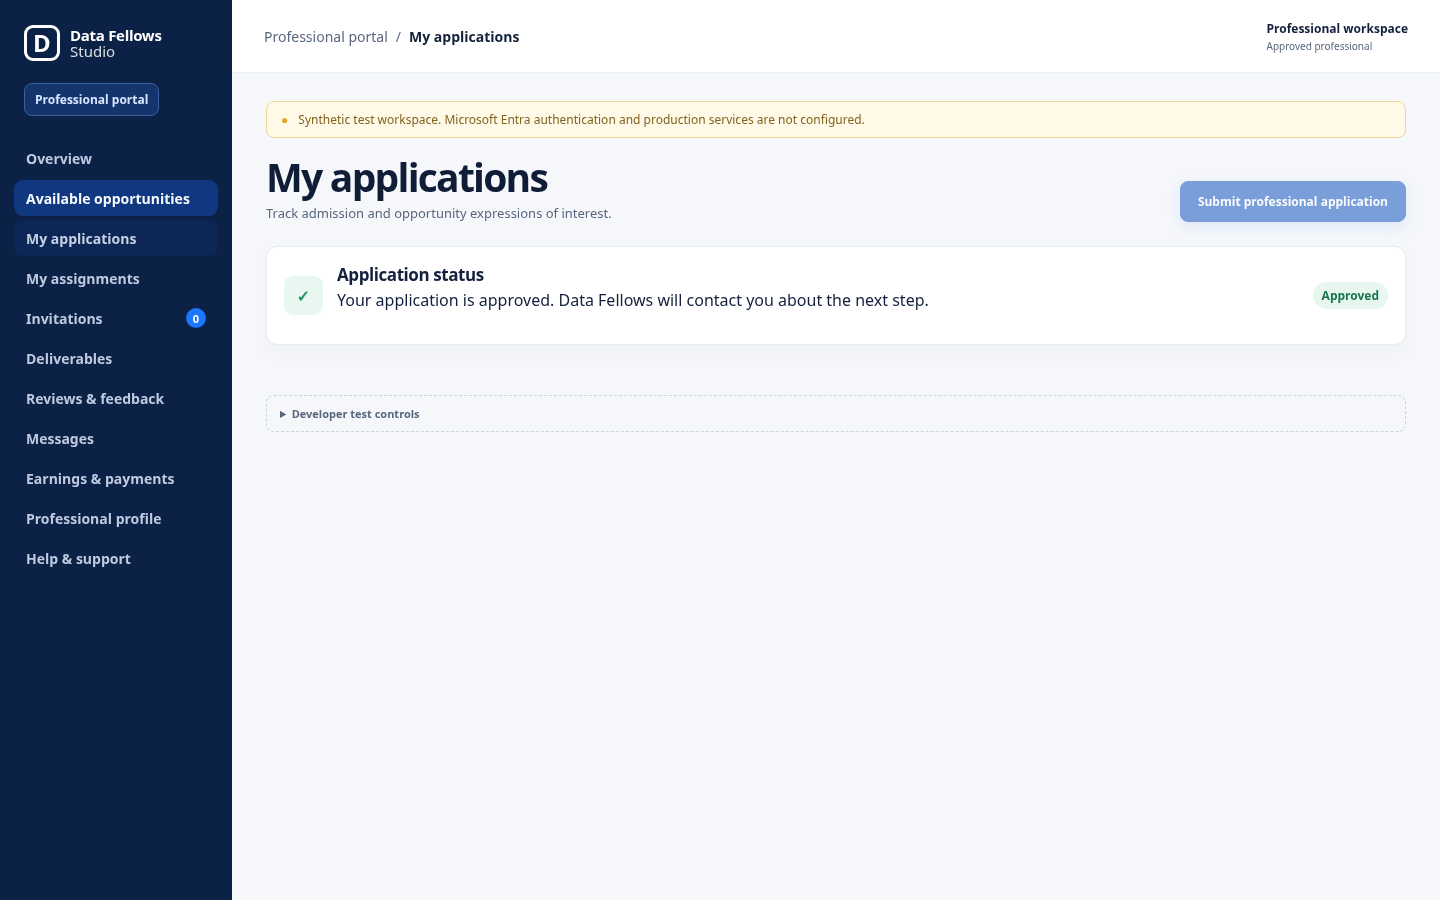 D
Data Fellows
Studio
Professional portal
Overview
Available opportunities
My applications
My assignments
Invitations 0
Deliverables
Reviews & feedback
Messages
Earnings & payments
Professional profile
Help & support
Professional portal / My applications
Professional workspace
Approved professional
Synthetic test workspace. Microsoft Entra authentication and production services are not configured.
My applications
Track admission and opportunity expressions of interest.
Submit professional application
✓
Application status
Your application is approved. Data Fellows will contact you about the next step.
Approved
Developer test controls